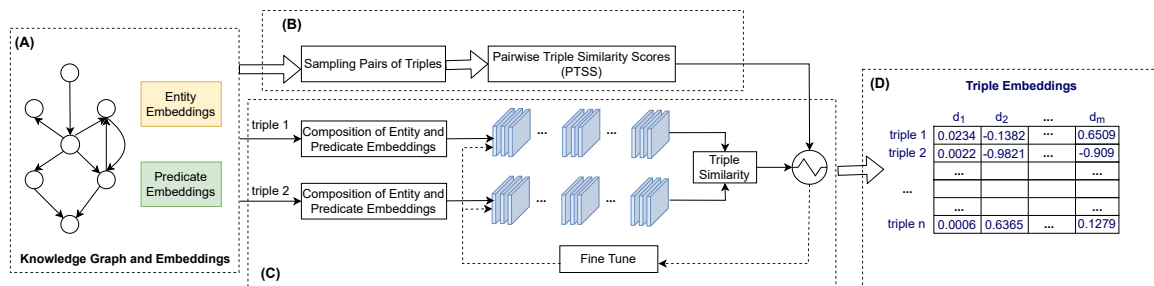 (A)
Entity
Embeddings
Predicate
Embeddings
Knowledge Graph and Embeddings
(B)
Sampling Pairs of Triples
Pairwise Triple Similarity Scores
(PTSS)
triple 1
Composition of Entity and
Predicate Embeddings
... ...
triple 2
Composition of Entity and
Predicate Embeddings
... ...
Triple
Similarity
Fine Tune
(C)
(D)
Triple Embeddings
d1 d2 ... dm
triple 1 0.0234 -0.1382 ... 0.6509
triple 2 0.0022 -0.9821 ... -0.909
... ...
...
... ...
triple n 0.0006 0.6365 ... 0.1279